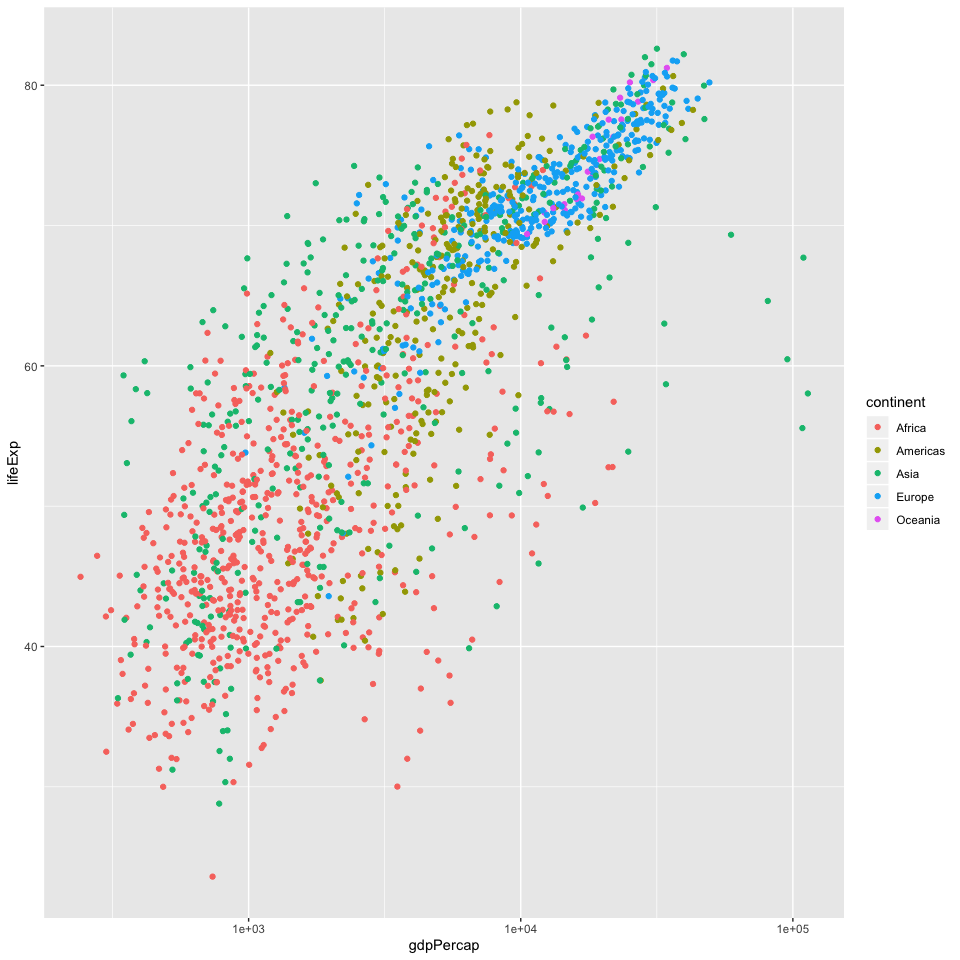 80
60
40
lifeExp
1e+03
1e+04
1e+05
gdpPercap
continent
Africa
Americas
Asia
Europe
Oceania